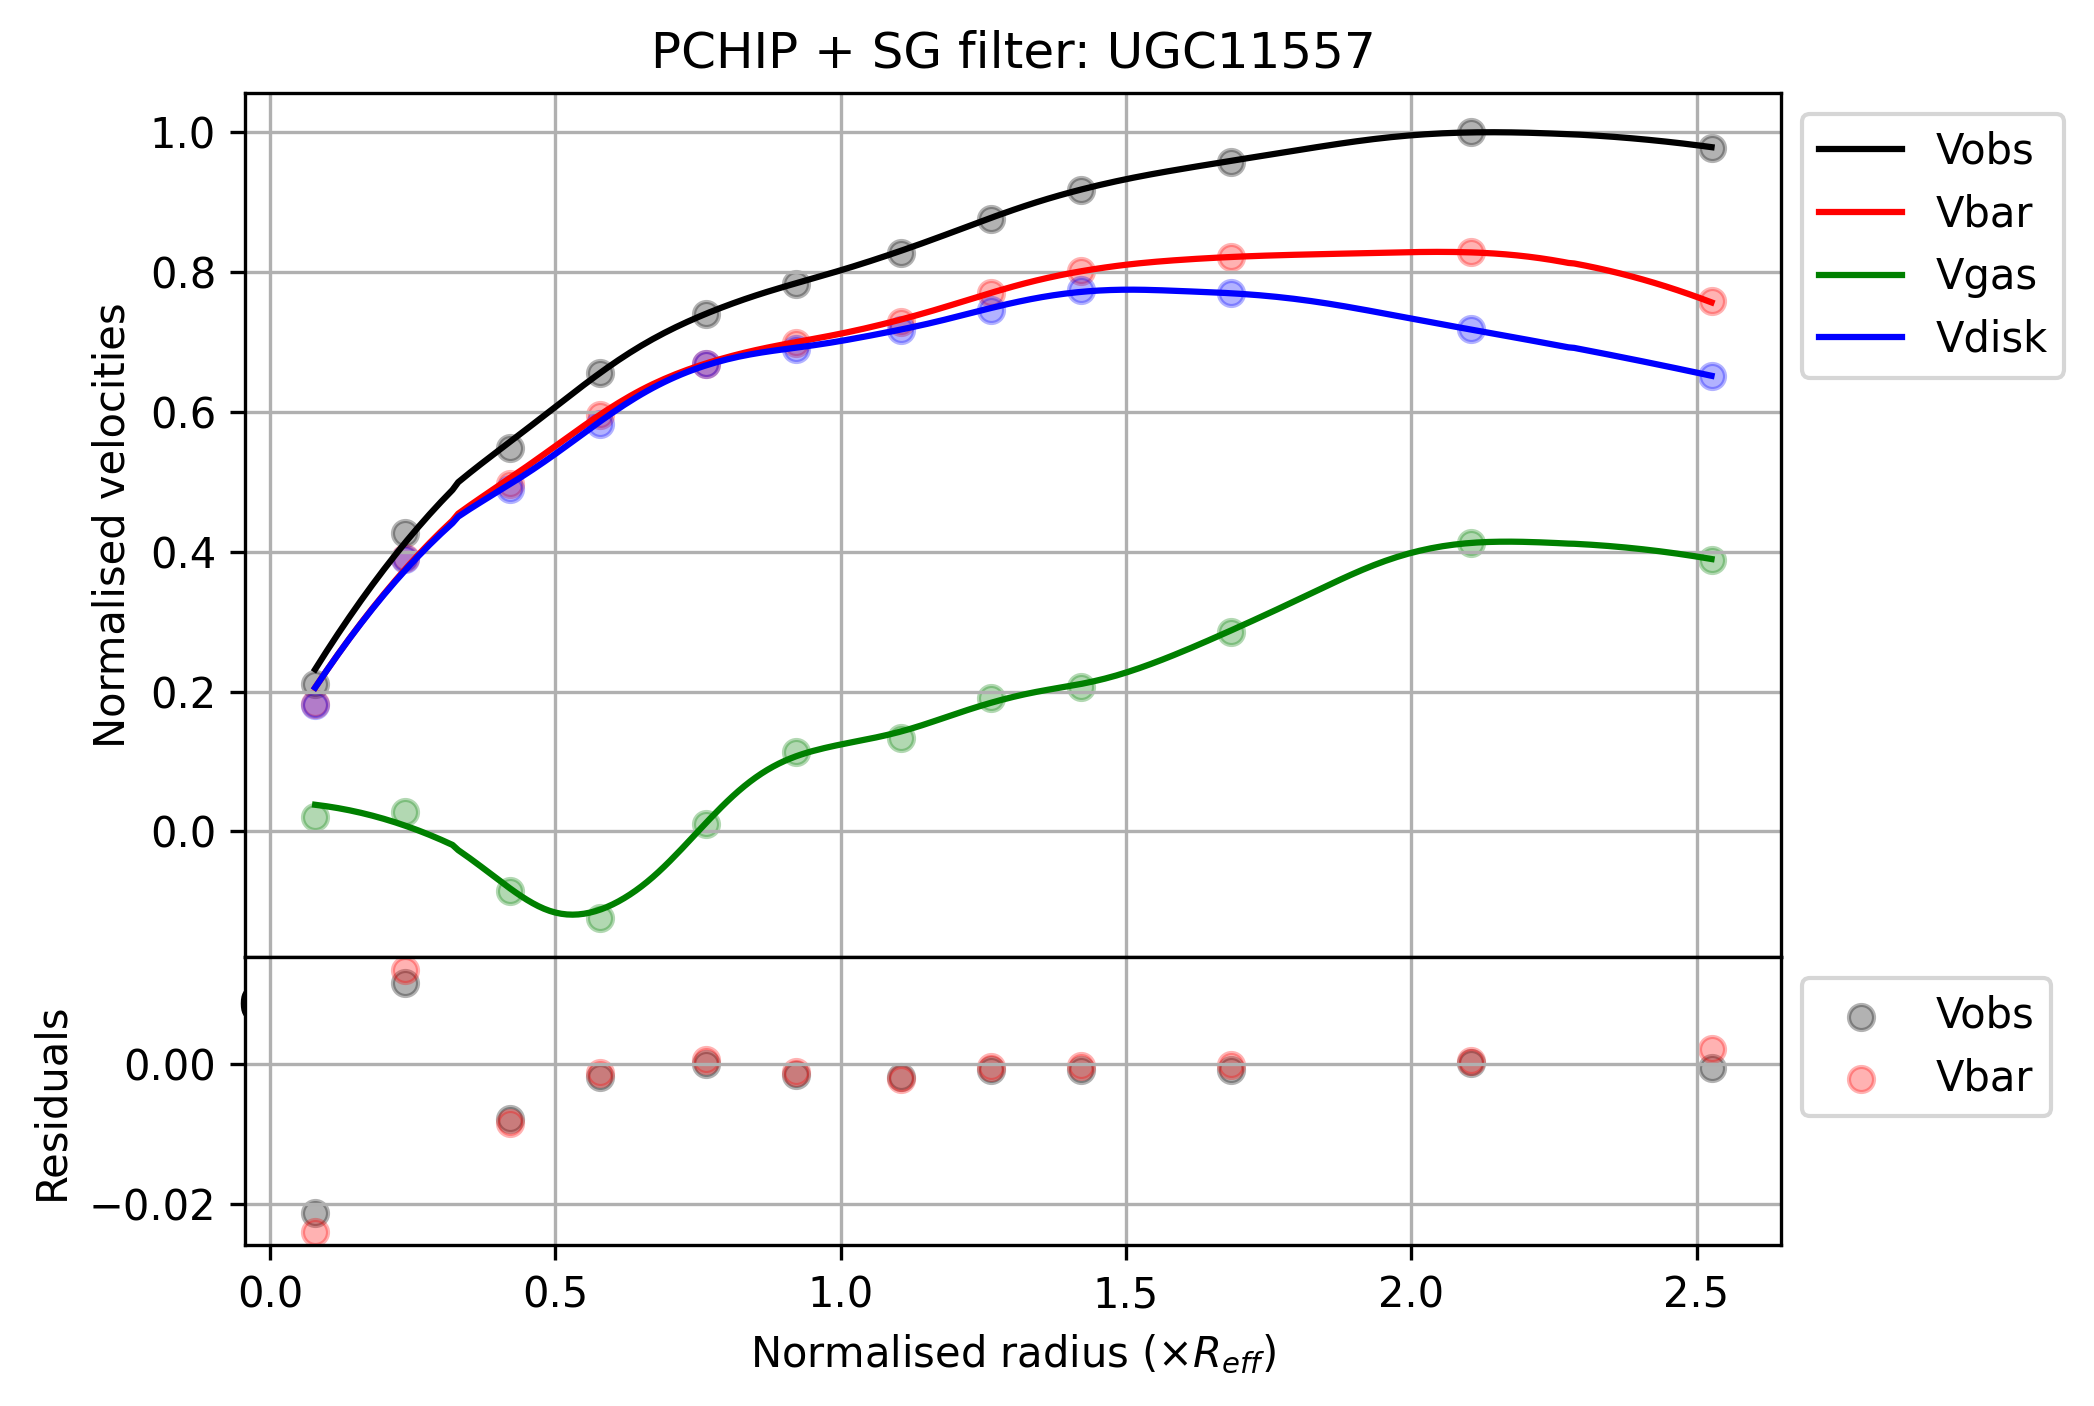 PCHIP + SG filter: UGC11557
Normalised velocities
1.0
0.8
0.6
0.4
0.2
0.0
Vobs
Vbar
Vgas
Vdisk
Residuals
0.00
−0.02
Vobs
Vbar
0.0 0.5 1.0 1.5 2.0 2.5
Normalised radius (×R_eff)